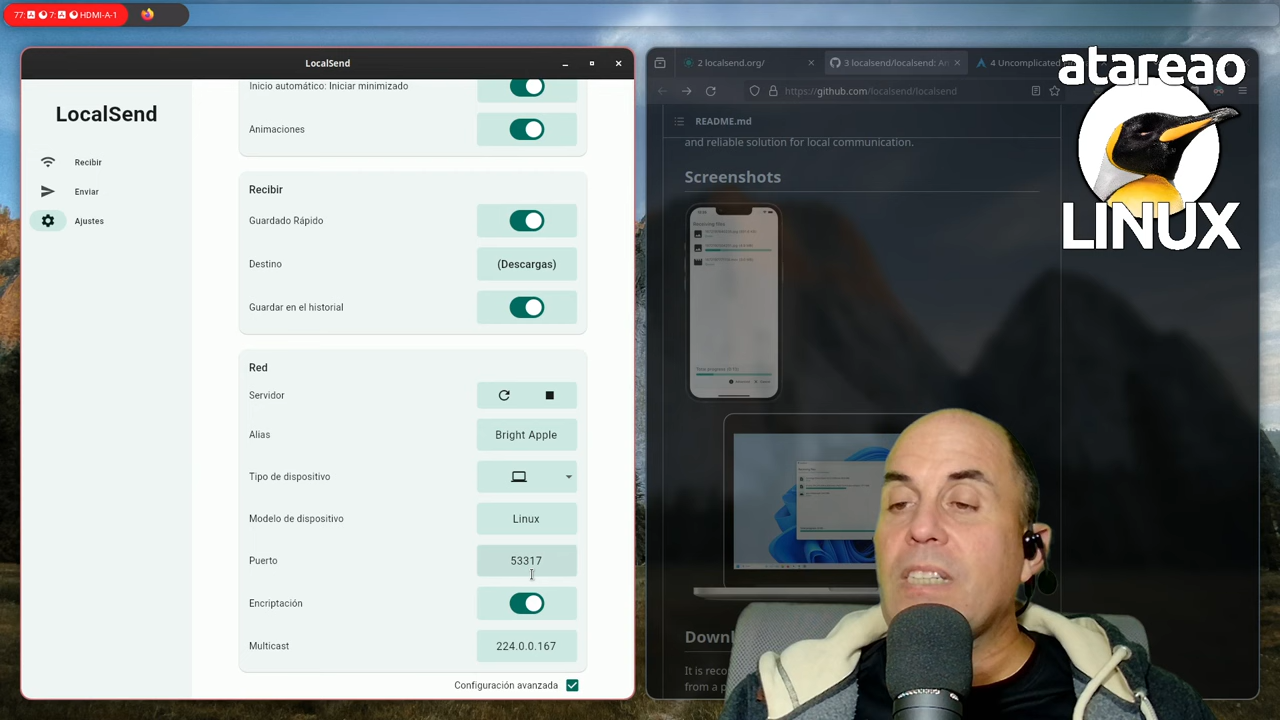 77: 7: HDMI-A-1
LocalSend
LocalSend
Recibir
Enviar
Ajustes
Inicio automático: Iniciar minimizado
Animaciones
Recibir
Guardado Rápido
Destino (Descargas)
Guardar en el historial
Red
Servidor
Alias Bright Apple
Tipo de dispositivo
Modelo de dispositivo Linux
Puerto 53317
Encriptación
Multicast 224.0.0.167
Configuración avanzada
2 localsend.org/
3 localsend/localsend: An
4 Uncomplicated
https://github.com/localsend/localsend
README.md
and reliable solution for local communication.
Screenshots
Downl
It is reco
from a p
atareao
LINUX